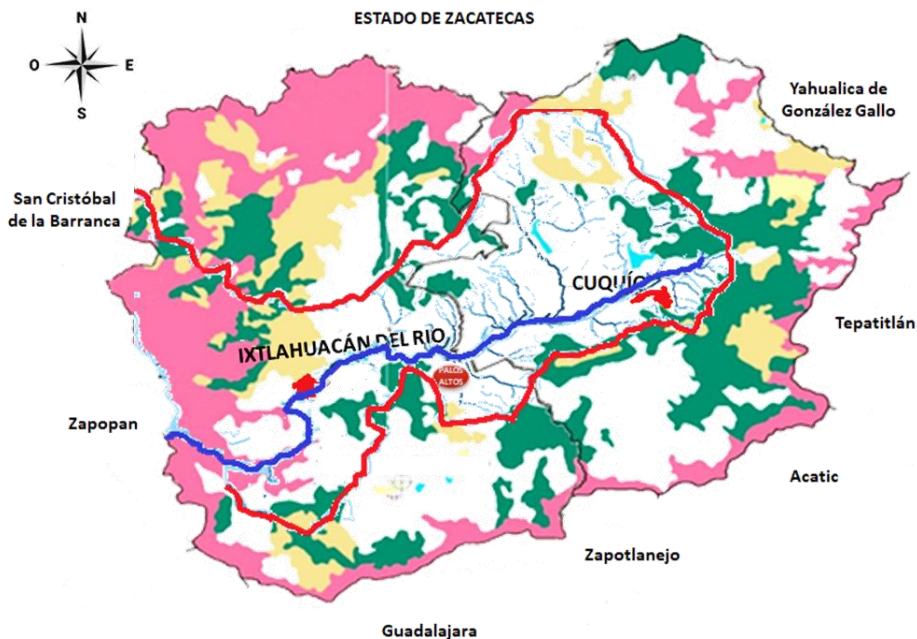 ESTADO DE ZACATECAS
N
O
E
S
Yahualica de
González Gallo
San Cristóbal
de la Barranca
CUQUÍO
Tepatitlán
IXTLAHUACÁN DEL RIO
PALOS
ALTOS
Zapopan
Acatic
Zapotlanejo
Guadalajara